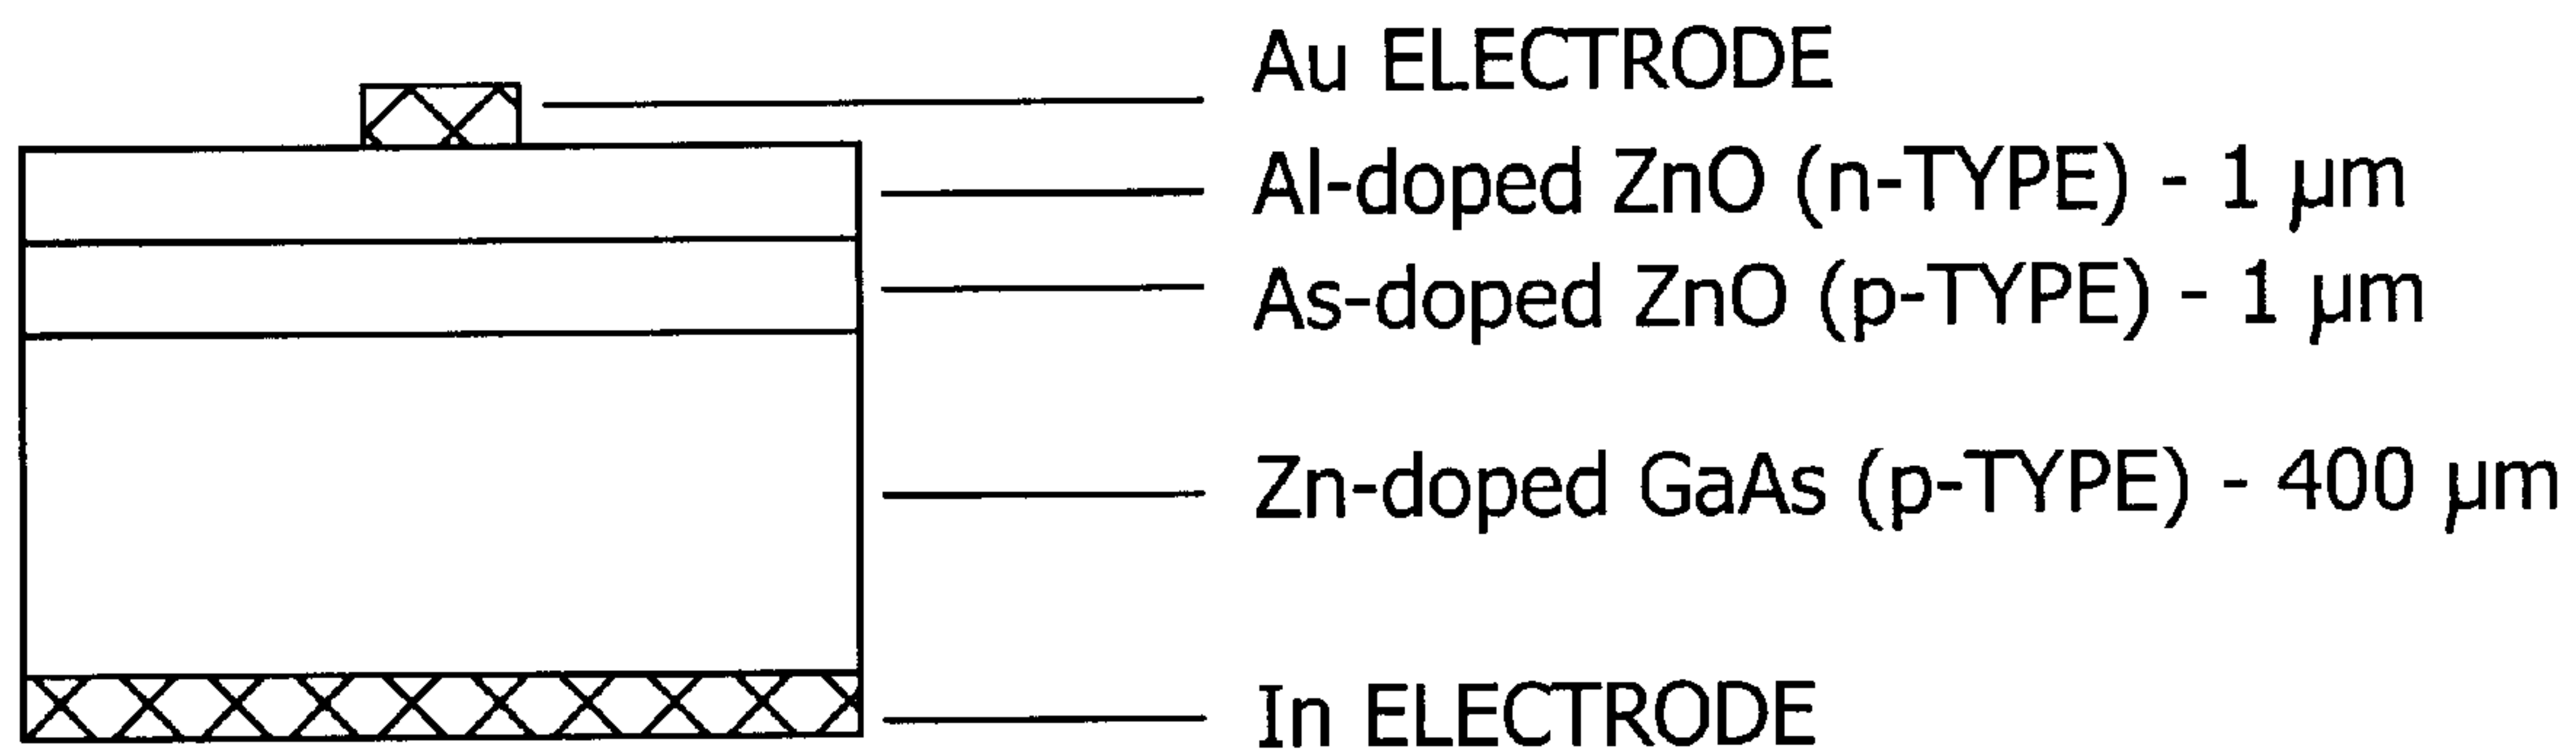 Au ELECTRODE
Al-doped ZnO (n-TYPE) - 1 µm
As-doped ZnO (p-TYPE) - 1 µm
Zn-doped GaAs (p-TYPE) - 400 µm
In ELECTRODE